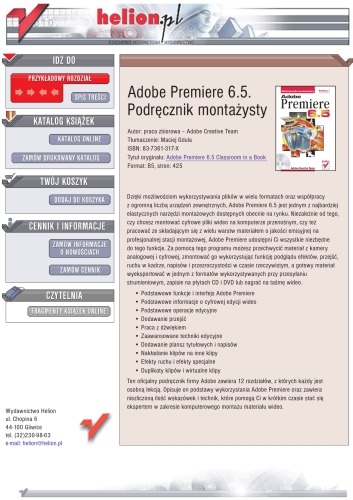 helion.pl
IDŹ DO
PRZYKŁADOWY ROZDZIAŁ
SPIS TREŚCI
KATALOG KSIĄŻEK
KATALOG ONLINE
ZAMÓW DRUKOWANY KATALOG
TWÓJ KOSZYK
DODAJ DO KOSZYKA
CENNIK I INFORMACJE
ZAMÓW INFORMACJE
O NOWOŚCIACH
ZAMÓW CENNIK
CZYTELNIA
FRAGMENTY KSIĄŻEK ONLINE
Wydawnictwo Helion
ul. Chopina 6
44-100 Gliwice
tel. (32)230-98-63
e-mail: helion@helion.pl
Adobe Premiere 6.5.
Podręcznik montażysty
Autor: praca zbiorowa – Adobe Creative Team
Tłumaczenie: Maciej Gdula
ISBN: 83-7361-317-X
Tytuł oryginału: Adobe Premiere 6.5 Classroom in a Book
Format: B5, stron: 425
Adobe
Premiere
6.5
Dzięki możliwościom wykorzystywania plików w wielu formatach oraz współpracy
z ogromną liczbą urządzeń zewnętrznych, Adobe Premiere 6.5 jest jednym z najbardziej
elastycznych narzędzi montażowych dostępnych obecnie na rynku. Niezależnie od tego,
czy chcesz montować cyfrowe pliki wideo na komputerze przenośnym, czy też
pracować ze składającym się z wielu warstw materiałem o jakości emisyjnej na
profesjonalnej stacji montażowej, Adobe Premiere udostępni Ci wszystkie niezbędne
do tego funkcje. Za pomocą tego programu możesz przechwycić materiał z kamery
analogowej i cyfrowej, zmontować go wykorzystując funkcję podglądu efektów, przejść,
ruchu w kadrze, napisów i przezroczystości w czasie rzeczywistym, a gotowy materiał
wyeksportować w jednym z formatów wykorzystywanych przy przesyłaniu
strumieniowym, zapisie na płytach CD i DVD lub nagrać na taśmę wideo.
• Podstawowe funkcje i interfejs Adobe Premiere
• Podstawowe informacje o cyfrowej edycji wideo
• Podstawowe operacje edycyjne
• Dodawanie przejść
• Praca z dźwiękiem
• Zaawansowane techniki edycyjne
• Dodawanie plansz tytułowych i napisów
• Nakładanie klipów na inne klipy
• Efekty ruchu i efekty specjalne
• Duplikaty klipów i wirtualne klipy
Ten oficjalny podręcznik firmy Adobe zawiera 12 rozdziałów, z których każdy jest
osobną lekcją. Opisuje on podstawy wykorzystania Adobe Premiere oraz zawiera
niezliczoną ilość wskazówek i technik, które pomogą Ci w krótkim czasie stać się
ekspertem w zakresie komputerowego montażu materiału wideo.